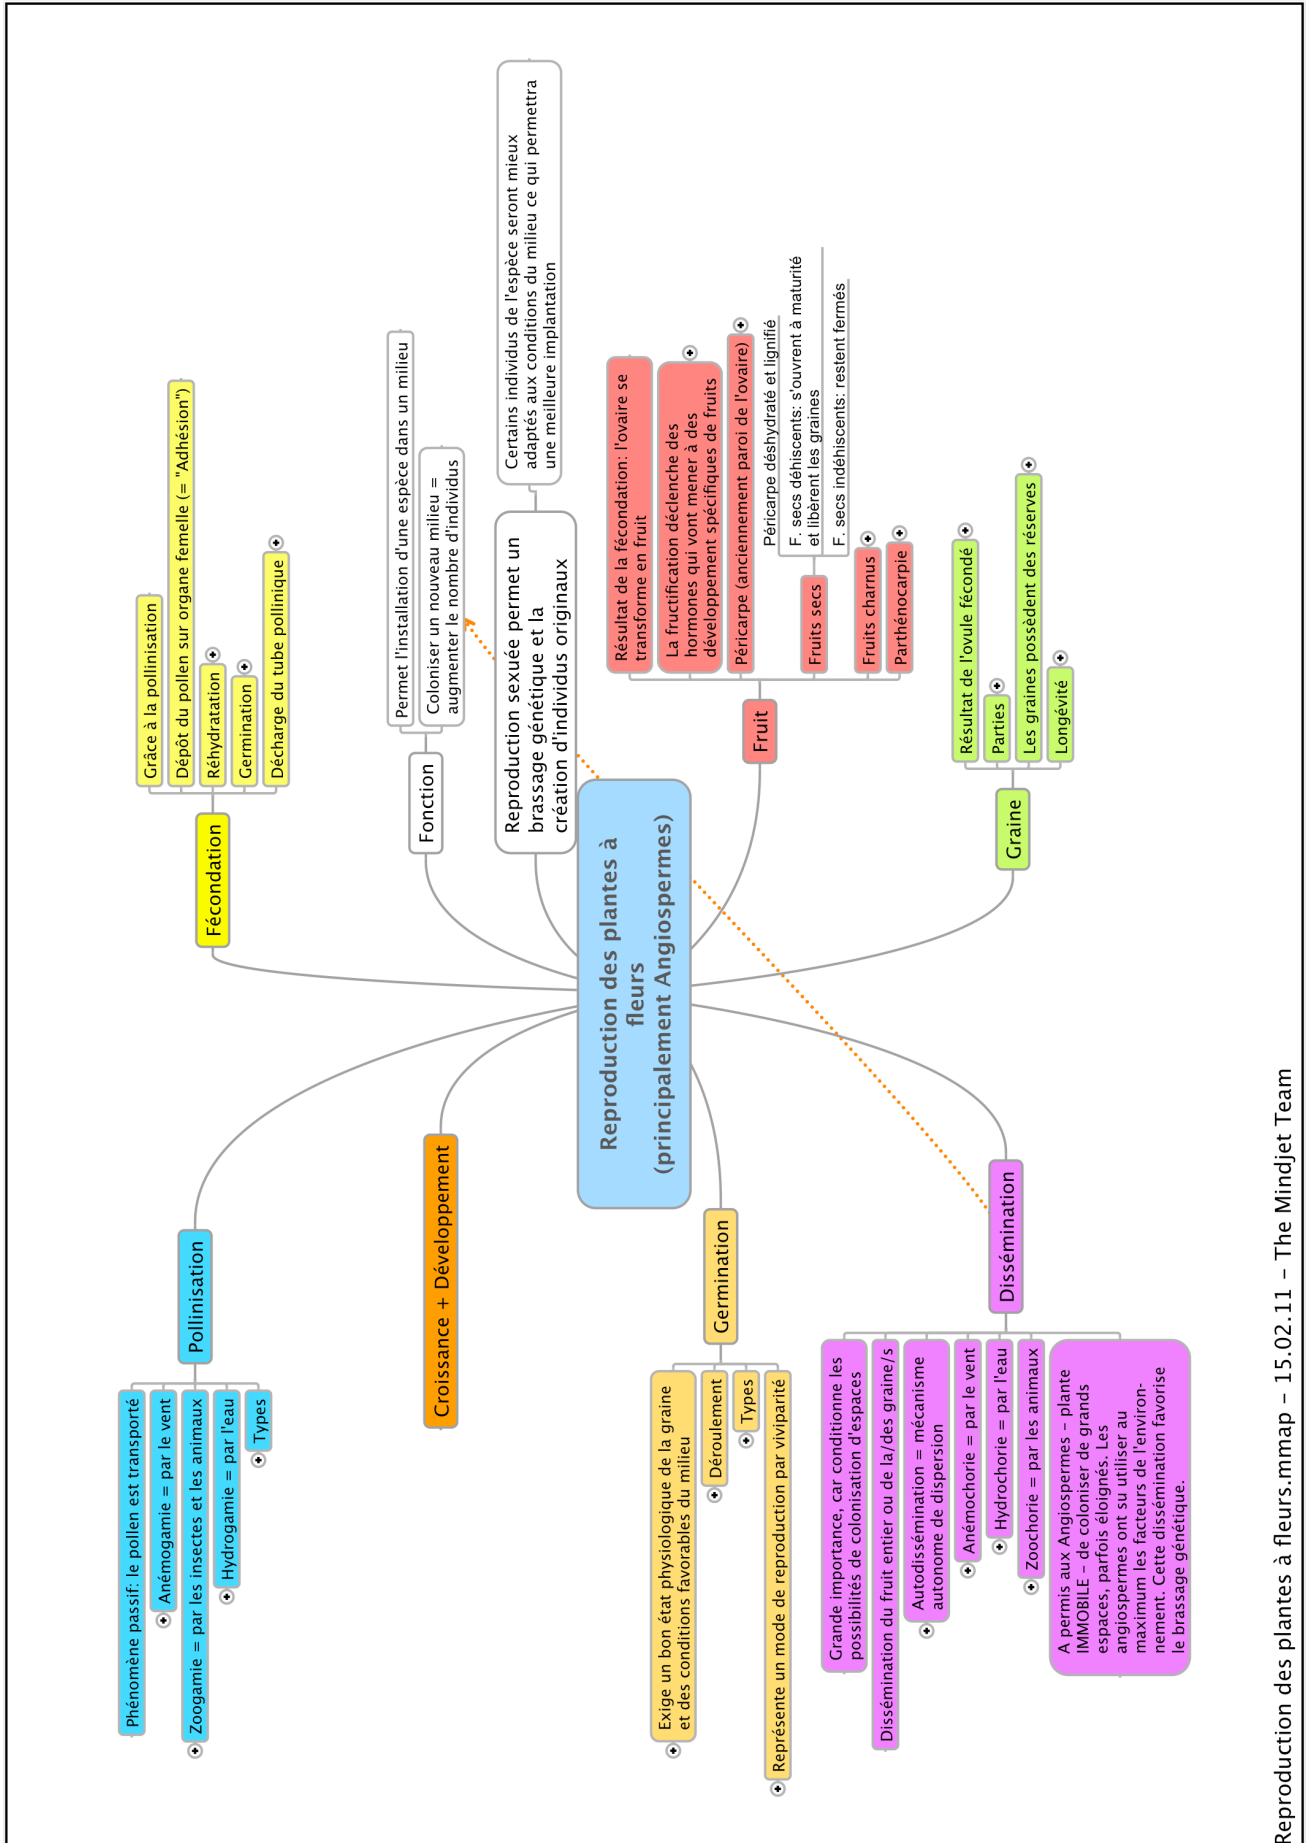 Reproduction des plantes à
fleurs
(principalement Angiospermes)
Fécondation
Grâce à la pollinisation
Dépôt du pollen sur organe femelle (= "Adhésion")
Réhydratation
Germination
Décharge du tube pollinique
Fonction
Permet l'installation d'une espèce dans un milieu
Coloniser un nouveau milieu =
augmenter le nombre d'individus
Reproduction sexuée permet un
brassage génétique et la
création d'individus originaux
Certains individus de l'espèce seront mieux
adaptés aux conditions du milieu ce qui permettra
une meilleure implantation
Fruit
Résultat de la fécondation: l'ovaire se
transforme en fruit
La fructification déclenche des
hormones qui vont mener à des
développement spécifiques de fruits
Péricarpe (anciennement paroi de l'ovaire)
Fruits secs
Péricarpe déshydraté et lignifié
F. secs déhiscents: s'ouvrent à maturité
et libèrent les graines
F. secs indéhiscents: restent fermés
Fruits charnus
Parthénocarpie
Graine
Résultat de l'ovule fécondé
Parties
Les graines possèdent des réserves
Longévité
Pollinisation
Phénomène passif: le pollen est transporté
Anémogamie = par le vent
Zoogamie = par les insectes et les animaux
Hydrogamie = par l'eau
Types
Croissance + Développement
Germination
Exige un bon état physiologique de la graine
et des conditions favorables du milieu
Déroulement
Types
Représente un mode de reproduction par viviparité
Dissémination
Grande importance, car conditionne les
possibilités de colonisation d'espaces
Dissémination du fruit entier ou de la/des graine/s
Autodissémination = mécanisme
autonome de dispersion
Anémochorie = par le vent
Hydrochorie = par l'eau
Zoochorie = par les animaux
A permis aux Angiospermes - plante
IMMOBILE - de coloniser de grands
espaces, parfois éloignés. Les
angiospermes ont su utiliser au
maximum les facteurs de l'environ-
nement. Cette dissémination favorise
le brassage génétique.
Reproduction des plantes à fleurs.mmap - 15.02.11 - The Mindjet Team